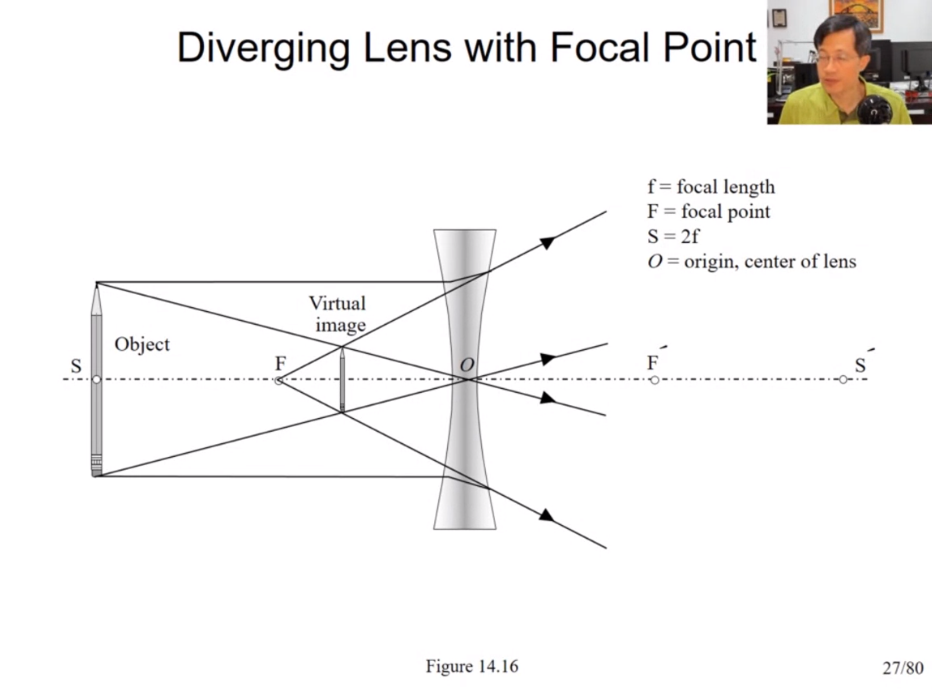 Diverging Lens with Focal Point
f = focal length
F = focal point
S = 2f
O = origin, center of lens
Virtual
image
Object
S
F
O
F´
S´
Figure 14.16
27/80